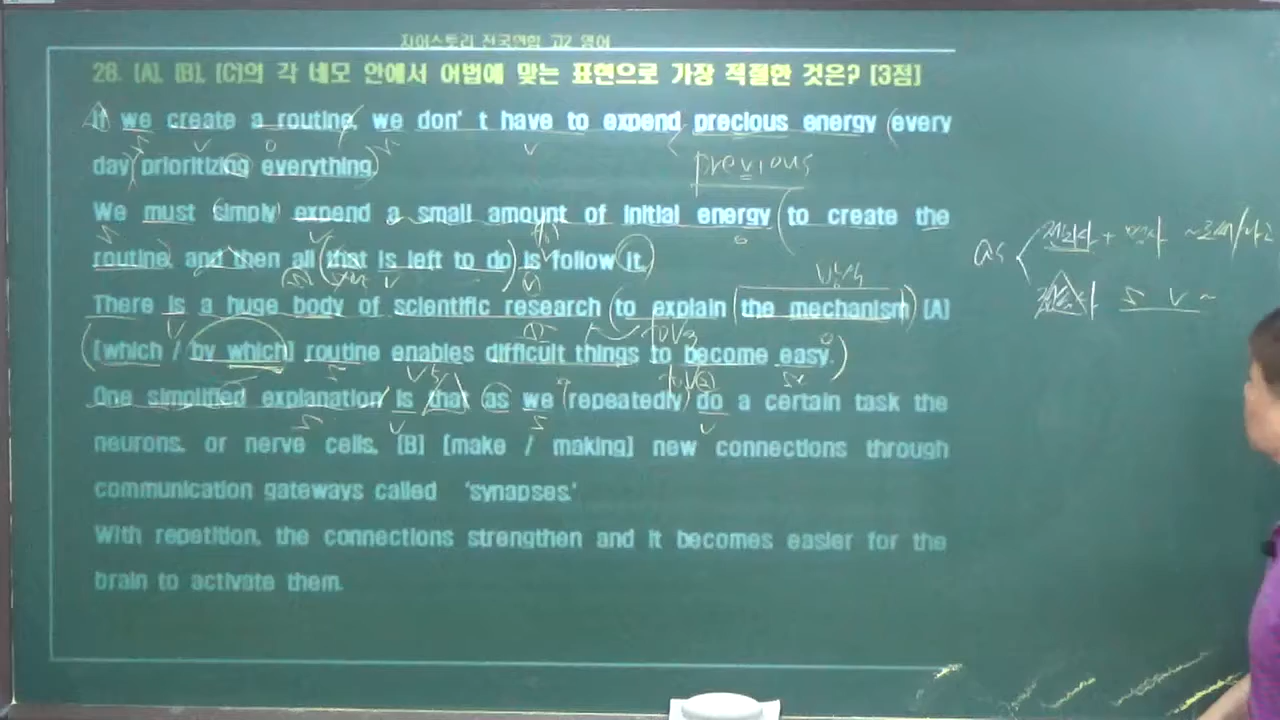 자이스토리 전국연합 고2 영어
28. [A], [B], [C]의 각 네모 안에서 어법에 맞는 표현으로 가장 적절한 것은? [3점]
If we create a routine, we don't have to expend precious energy every
day prioritizing everything.
previous
We must simply expend a small amount of initial energy to create the
routine, and then all that is left to do is follow it.
as
S V ~
There is a huge body of scientific research to explain the mechanism [A]
[which / by which] routine enables difficult things to become easy.
One simplified explanation is that as we repeatedly do a certain task the
neurons, or nerve cells, [B] [make / making] new connections through
communication gateways called 'synapses.'
With repetition, the connections strengthen and it becomes easier for the
brain to activate them.